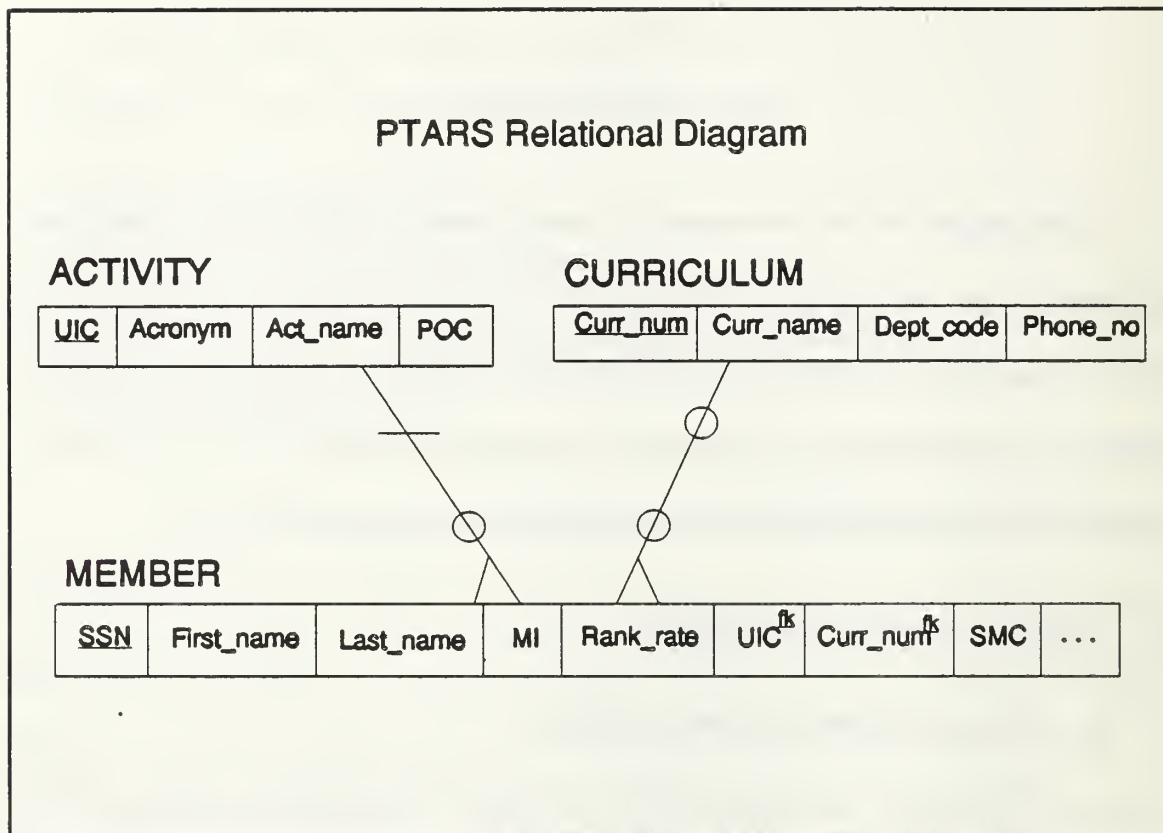 PTARS Relational Diagram
ACTIVITY
UIC Acronym Act_name POC
CURRICULUM
Curr_num Curr_name Dept_code Phone_no
MEMBER
SSN First_name Last_name MI Rank_rate UIC fk Curr_num fk SMC ...